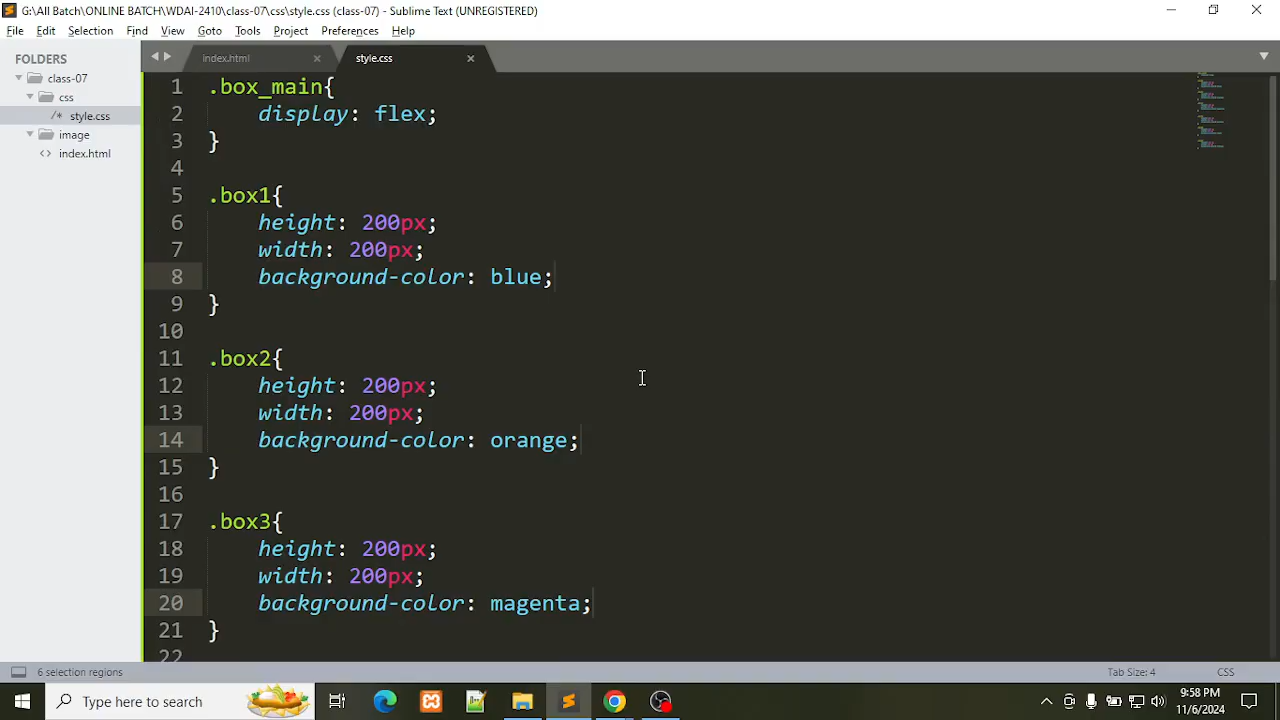 G:\All Batch\ONLINE BATCH\WDAI-2410\class-07\css\style.css (class-07) - Sublime Text (UNREGISTERED)
File Edit Selection Find View Goto Tools Project Preferences Help
FOLDERS
class-07
css
/* style.css
image
<> index.html
index.html × style.css ×
1 .box_main{
2 display: flex;
3 }
4
5 .box1{
6 height: 200px;
7 width: 200px;
8 background-color: blue;
9 }
10
11 .box2{
12 height: 200px;
13 width: 200px;
14 background-color: orange;
15 }
16
17 .box3{
18 height: 200px;
19 width: 200px;
20 background-color: magenta;
21 }
22
6 selection regions Tab Size: 4 CSS
Type here to search
9:58 PM
11/6/2024